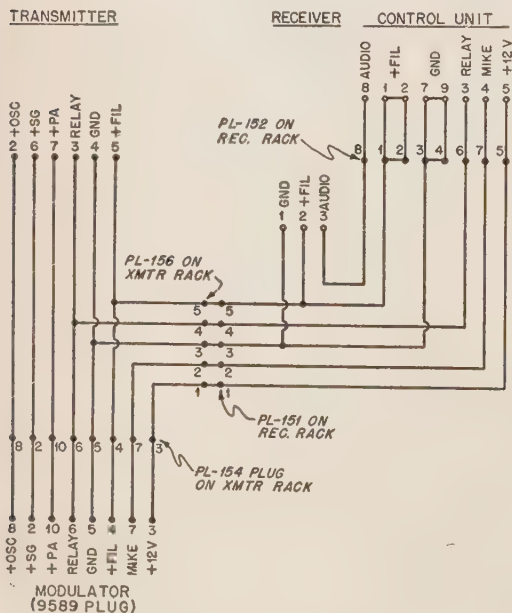 TRANSMITTER
RECEIVER
CONTROL UNIT
2 +OSC
6 +SG
7 +PA
3 RELAY
4 GND
5 +FIL
8 AUDIO
1
+FIL
2
7
GND
9
3 RELAY
4 MIKE
5 +12V
PL-152 ON
REC. RACK
8
1
2
3
4
6
7
5
1 GND
2 +FIL
3 AUDIO
PL-156 ON
XMTR RACK
5 5
4 4
3 3
2 2
1 1
PL-151 ON
REC. RACK
8
2
10
6
5
4
7
3
PL-154 PLUG
ON XMTR RACK
+OSC 8
+SG 2
+PA 10
RELAY 6
GND 5
+FIL 4
MIKE 7
+12V 3
MODULATOR
(9589 PLUG)